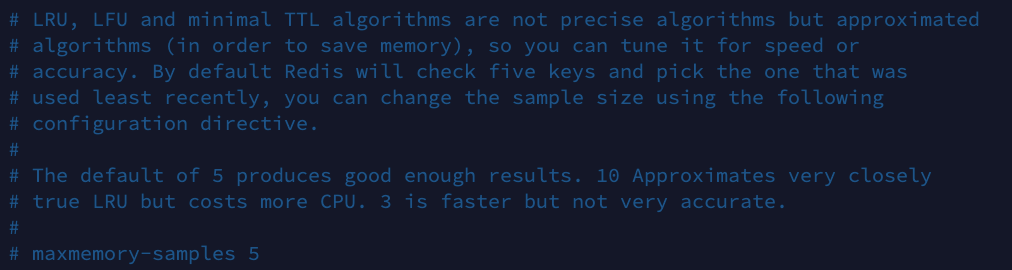 # LRU, LFU and minimal TTL algorithms are not precise algorithms but approximated
# algorithms (in order to save memory), so you can tune it for speed or
# accuracy. By default Redis will check five keys and pick the one that was
# used least recently, you can change the sample size using the following
# configuration directive.
#
# The default of 5 produces good enough results. 10 Approximates very closely
# true LRU but costs more CPU. 3 is faster but not very accurate.
#
# maxmemory-samples 5